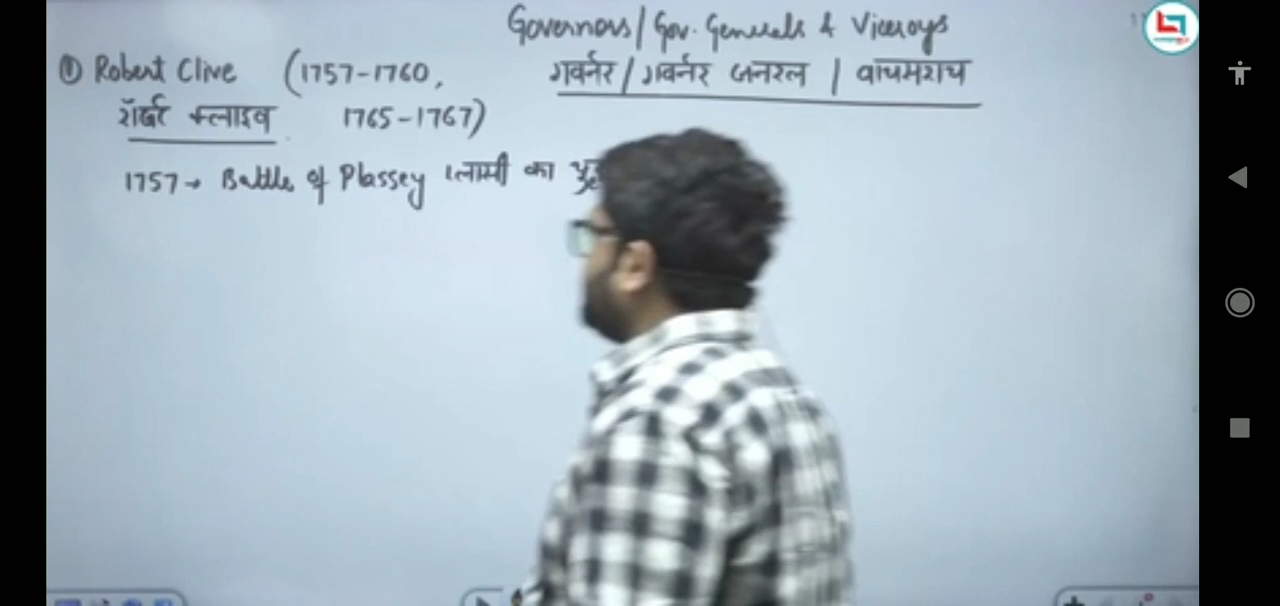 Governors/Gov. Generals & Viceroys
गवर्नर / गवर्नर जनरल / वायसराय
① Robert Clive (1757-1760,
रॉबर्ट क्लाइव 1765-1767)
1757→ Battle of Plassey प्लासी का